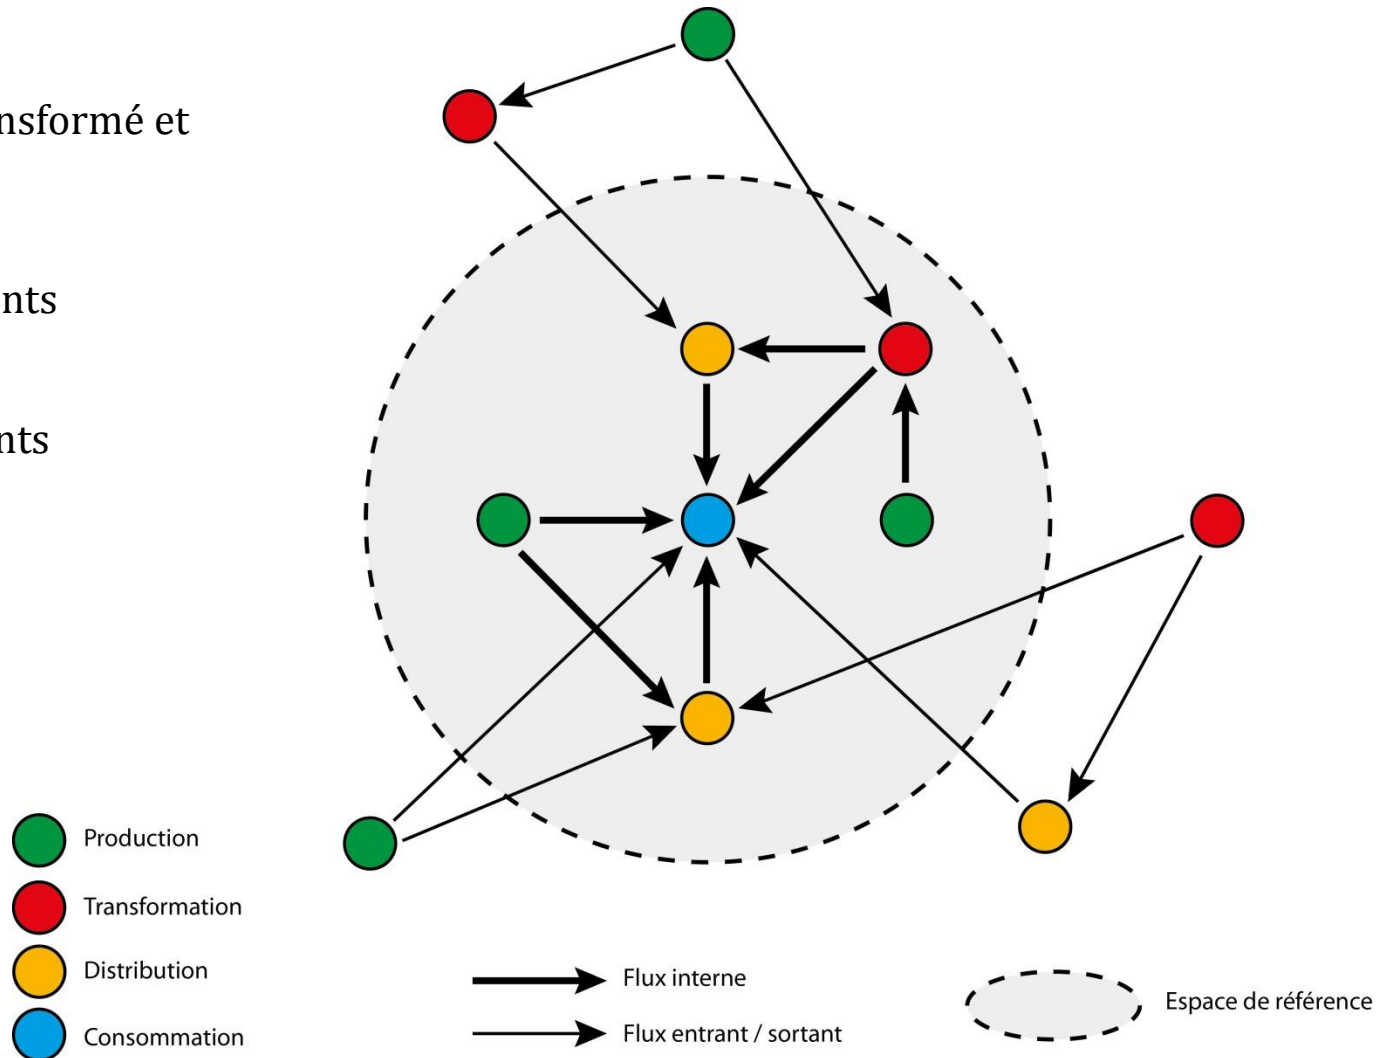 nsformé et
nts
nts
Production
Transformation
Distribution
Consommation
Flux interne
Flux entrant / sortant
Espace de référence